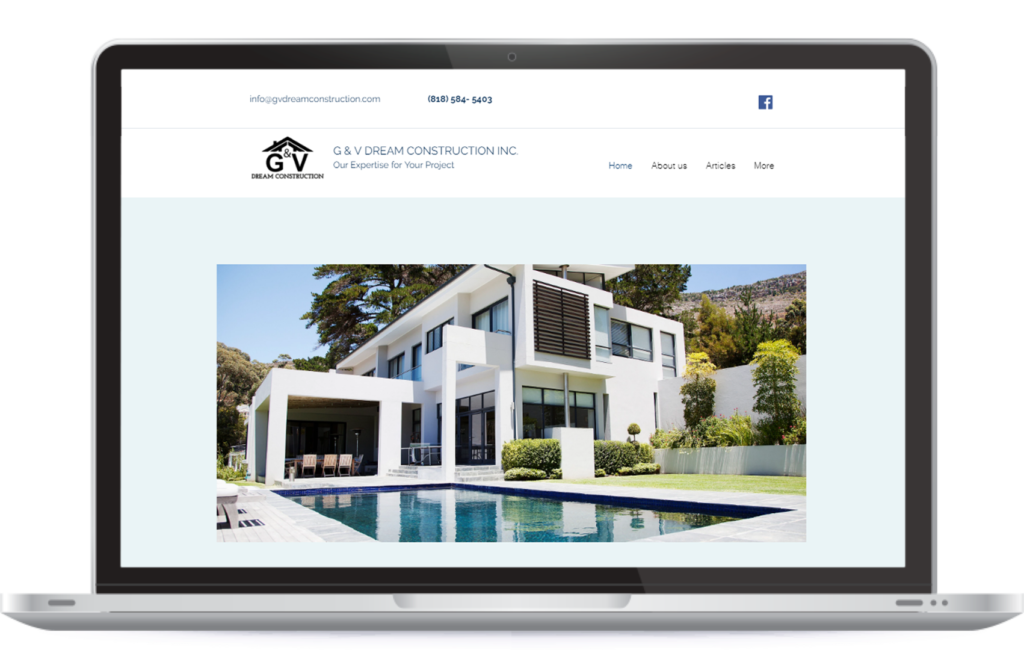 info@gvdreamconstruction.com
(818) 584- 5403
G&V
DREAM CONSTRUCTION
G & V DREAM CONSTRUCTION INC.
Our Expertise for Your Project
Home About us Articles More